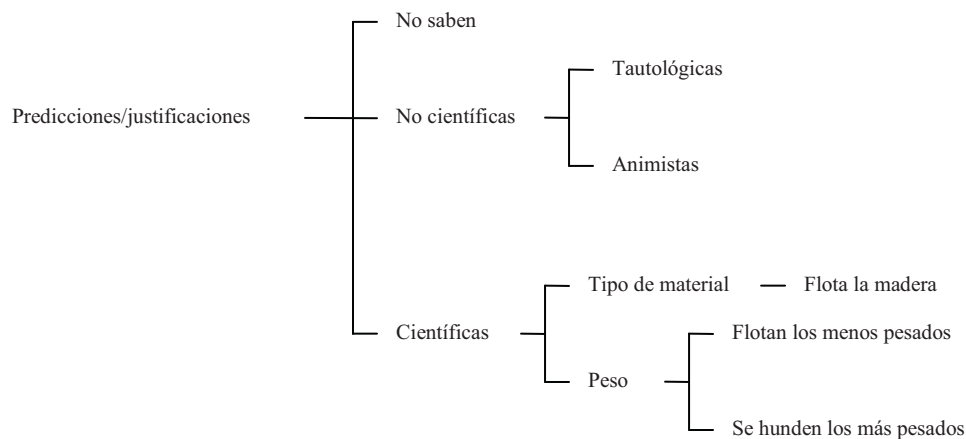 No saben
Tautológicas
Predicciones/justificaciones
No científicas
Animistas
Tipo de material
Flota la madera
Científicas
Flotan los menos pesados
Peso
Se hunden los más pesados